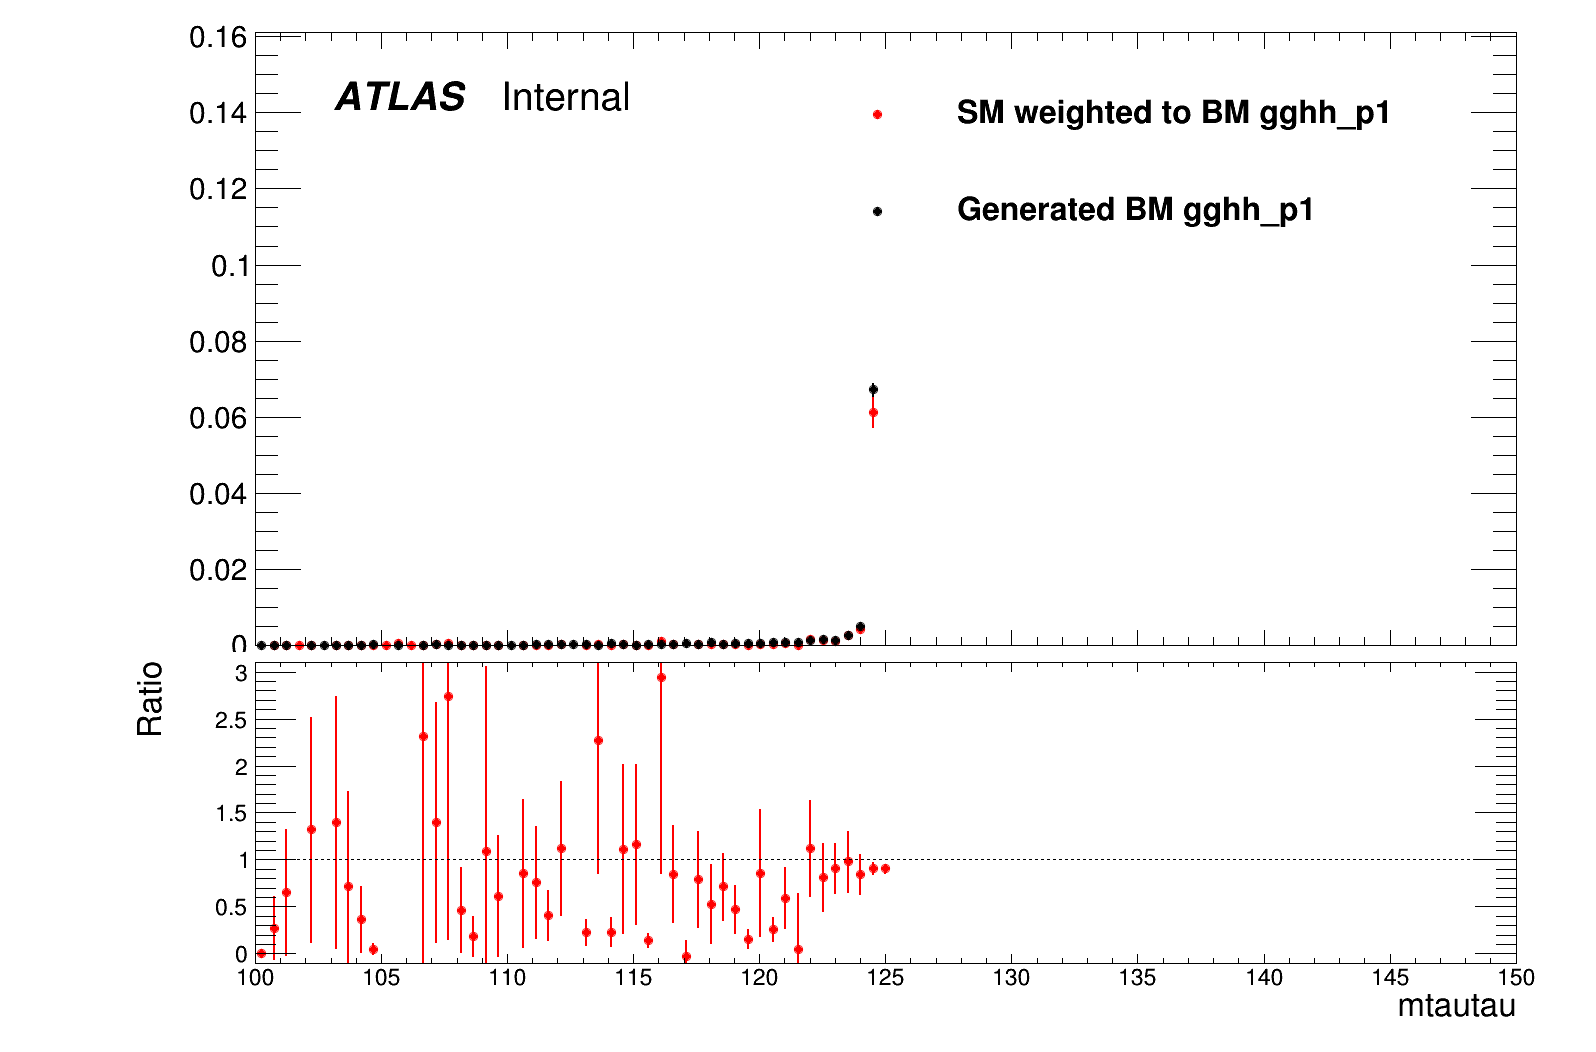 0.16
ATLAS Internal
0.14
SM weighted to BM gghh_p1
0.12
Generated BM gghh_p1
0.1
0.08
0.06
0.04
0.02
0
Ratio
3
2.5
2
1.5
1
0.5
0
100 105 110 115 120 125 130 135 140 145 150
mtautau